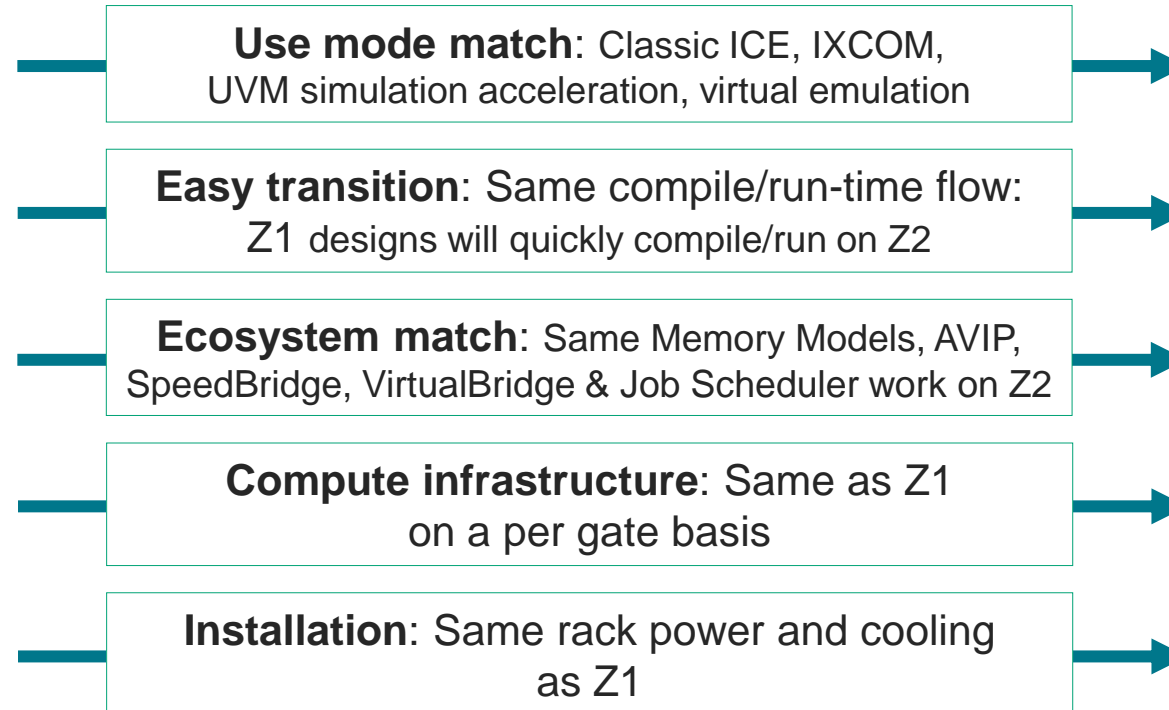 Use mode match: Classic ICE, IXCOM,
UVM simulation acceleration, virtual emulation
Easy transition: Same compile/run-time flow:
Z1 designs will quickly compile/run on Z2
Ecosystem match: Same Memory Models, AVIP,
SpeedBridge, VirtualBridge & Job Scheduler work on Z2
Compute infrastructure: Same as Z1
on a per gate basis
Installation: Same rack power and cooling
as Z1